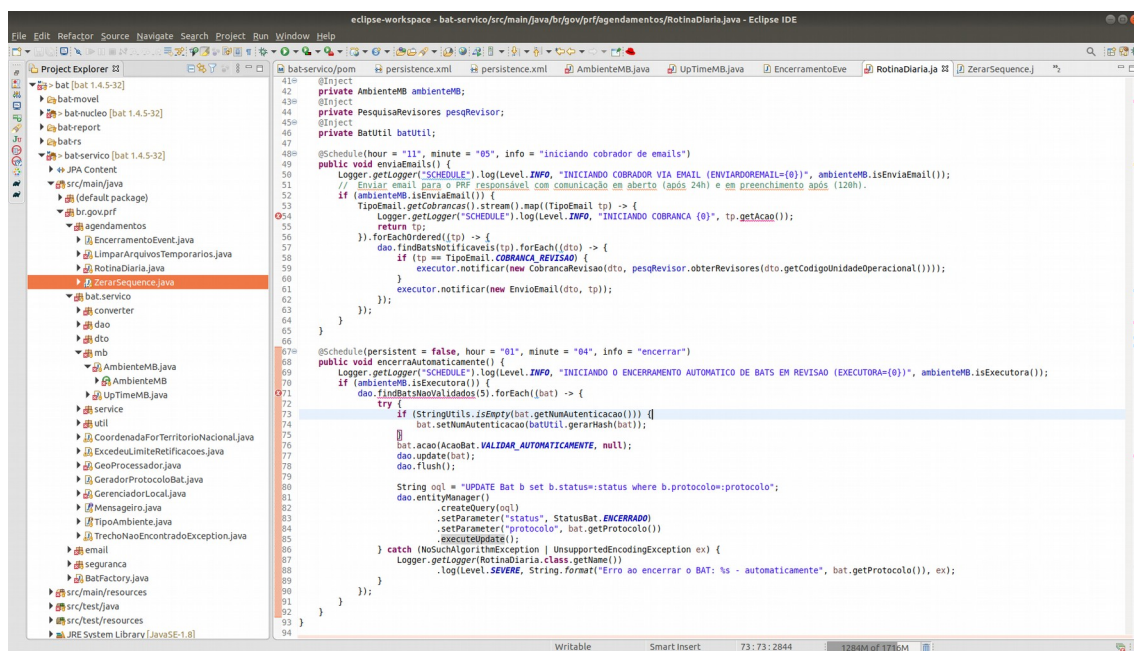 eclipse-workspace - bat-servico/src/main/java/br/gov/prf/agendamentos/RotinaDiaria.java - Eclipse IDE
File Edit Refactor Source Navigate Search Project Run Window Help
Project Explorer
bat-servico/pom persistence.xml persistence.xml AmbienteMB.java UpTimeMB.java EncerramentoEve RotinaDiaria.ja ZerarSequence.j
> bat [bat 1.4.5-32]
bat-movel
> bat-nucleo [bat 1.4.5-32]
bat-report
bat-rs
> bat-servico [bat 1.4.5-32]
JPA Content
src/main/java
(default package)
br.gov.prf
agendamentos
EncerramentoEvent.java
LimparArquivosTemporarios.java
RotinaDiaria.java
ZerarSequence.java
bat.servico
converter
dao
dto
mb
AmbienteMB.java
AmbienteMB
UpTimeMB.java
service
util
CoordenadaForTerritorioNacional.java
ExcedeuLimiteRetificacoes.java
GeoProcessador.java
GeradorProtocoloBat.java
GerenciadorLocal.java
Mensageiro.java
TipoAmbiente.java
TrechoNaoEncontradoException.java
email
seguranca
BatFactory.java
src/main/resources
src/test/java
src/test/resources
JRE System Library [JavaSE-1.8]
41 @Inject
42 private AmbienteMB ambienteMB;
43 @Inject
44 private PesquisaRevisores pesqRevisor;
45 @Inject
46 private BatUtil batUtil;
47
48 @Schedule(hour = "11", minute = "05", info = "iniciando cobrador de emails")
49 public void enviaEmails() {
50 Logger.getLogger("SCHEDULE").log(Level.INFO, "INICIANDO COBRADOR VIA EMAIL (ENVIARDOREMAIL={0})", ambienteMB.isEnviaEmail());
51 // Enviar email para o PRF responsável com comunicação em aberto (após 24h) e em preenchimento após (120h).
52 if (ambienteMB.isEnviaEmail()) {
53 TipoEmail.getCobrancas().stream().map((TipoEmail tp) -> {
54 Logger.getLogger("SCHEDULE").log(Level.INFO, "INICIANDO COBRANCA {0}", tp.getAcao());
55 return tp;
56 }).forEachOrdered((tp) -> {
57 dao.findBatsNotificaveis(tp).forEach((dto) -> {
58 if (tp == TipoEmail.COBRANCA_REVISAO) {
59 executor.notificar(new CobrancaRevisao(dto, pesqRevisor.obterRevisores(dto.getCodigoUnidadeOperacional())));
60 }
61 executor.notificar(new EnvioEmail(dto, tp));
62 });
63 });
64 }
65 }
66
67 @Schedule(persistent = false, hour = "01", minute = "04", info = "encerrar")
68 public void encerraAutomaticamente() {
69 Logger.getLogger("SCHEDULE").log(Level.INFO, "INICIANDO O ENCERRAMENTO AUTOMATICO DE BATS EM REVISAO (EXECUTORA={0})", ambienteMB.isExecutora());
70 if (ambienteMB.isExecutora()) {
71 dao.findBatsNaoValidados(5).forEach((bat) -> {
72 try {
73 if (StringUtils.isEmpty(bat.getNumAutenticacao())) {
74 bat.setNumAutenticacao(batUtil.gerarHash(bat));
75 }
76 bat.acao(AcaoBat.VALIDAR_AUTOMATICAMENTE, null);
77 dao.update(bat);
78 dao.flush();
79
80 String oql = "UPDATE Bat b set b.status=:status where b.protocolo=:protocolo";
81 dao.entityManager()
82 .createQuery(oql)
83 .setParameter("status", StatusBat.ENCERRADO)
84 .setParameter("protocolo", bat.getProtocolo())
85 .executeUpdate();
86 } catch (NoSuchAlgorithmException | UnsupportedEncodingException ex) {
87 Logger.getLogger(RotinaDiaria.class.getName())
88 .log(Level.SEVERE, String.format("Erro ao encerrar o BAT: %s - automaticamente", bat.getProtocolo()), ex);
89 }
90 });
91 }
92 }
93 }
94
Writable Smart Insert 73 : 73 : 2844 1284M of 1716M